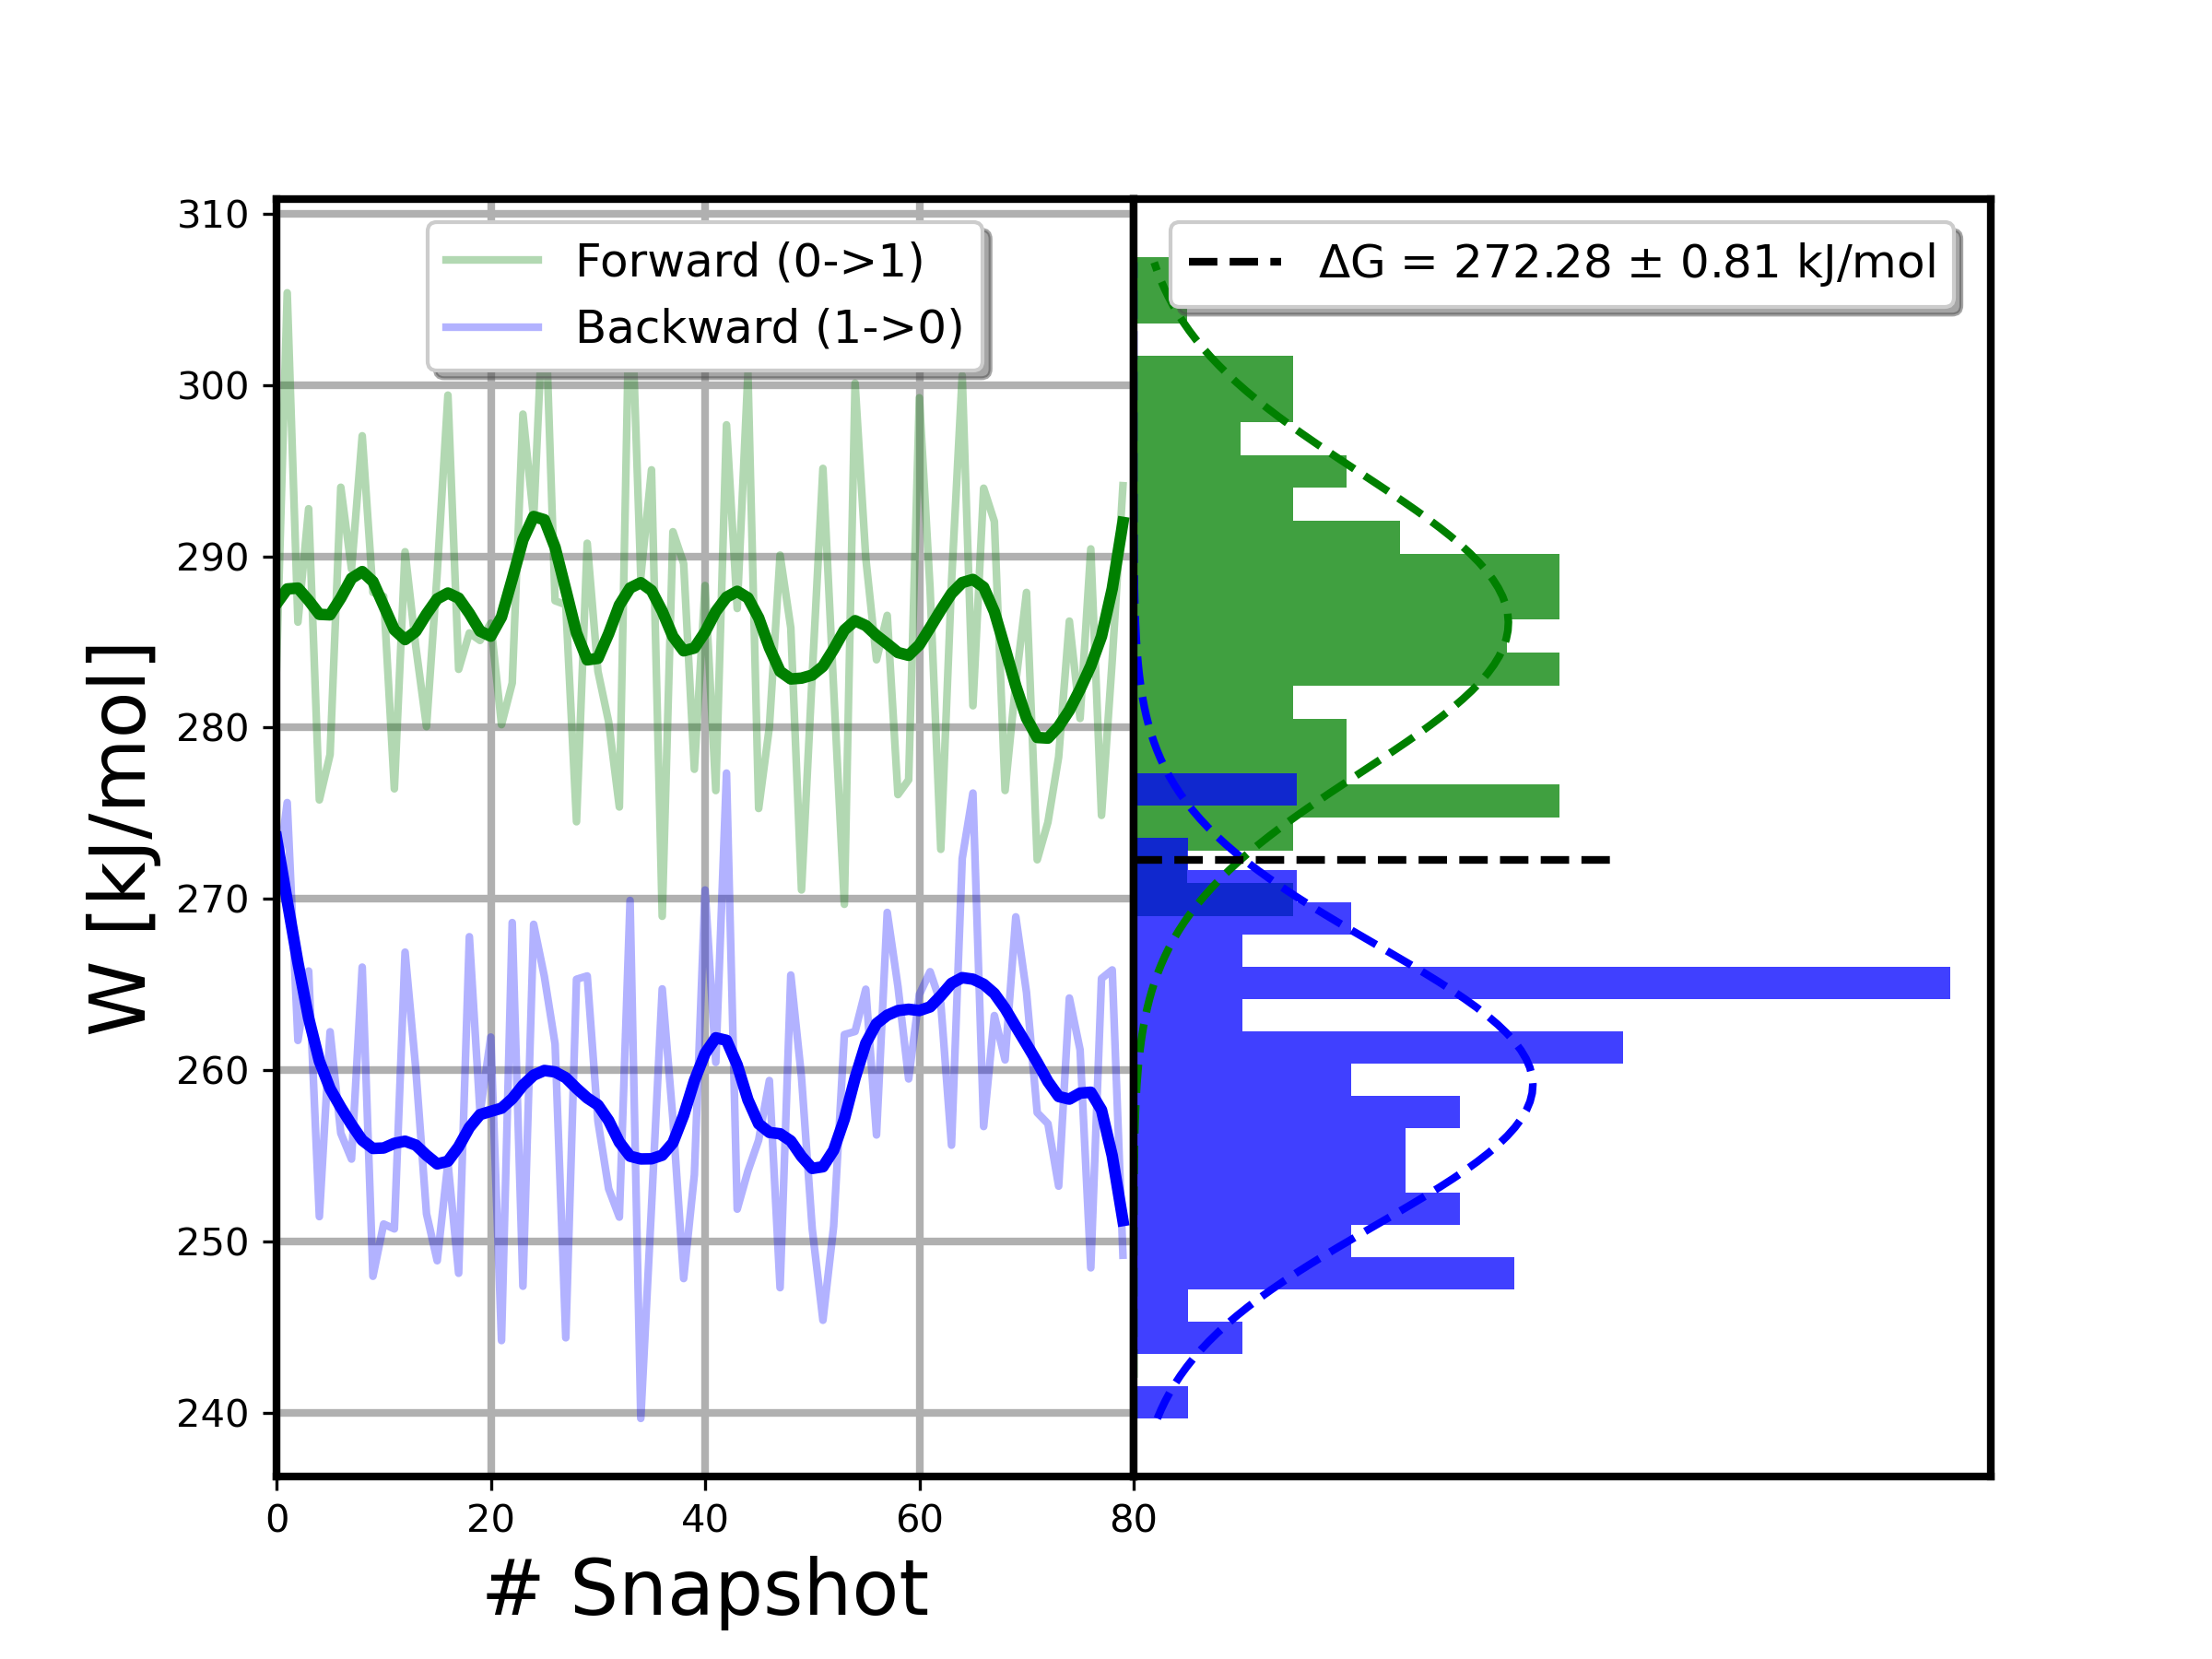 Forward (0->1)
Backward (1->0)
ΔG = 272.28 ± 0.81 kJ/mol
W [kJ/mol]
310
300
290
280
270
260
250
240
0 20 40 60 80
# Snapshot